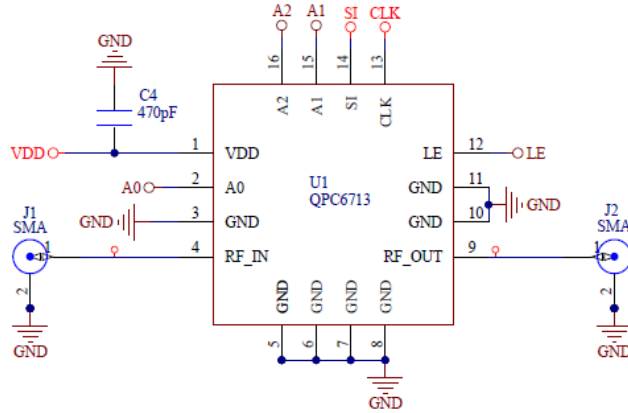 A2 A1 SI CLK
GND
16 15 14 13
C4
470pF
A2 A1 SI CLK
VDD 1 VDD LE 12 LE
U1
QPC6713
A0 2 A0 GND 11
GND 3 GND GND 10 GND
J1
SMA
J2
SMA
1 4 RF_IN RF_OUT 9 1
2 2
GND GND GND GND
GND GND
5 6 7 8
GND